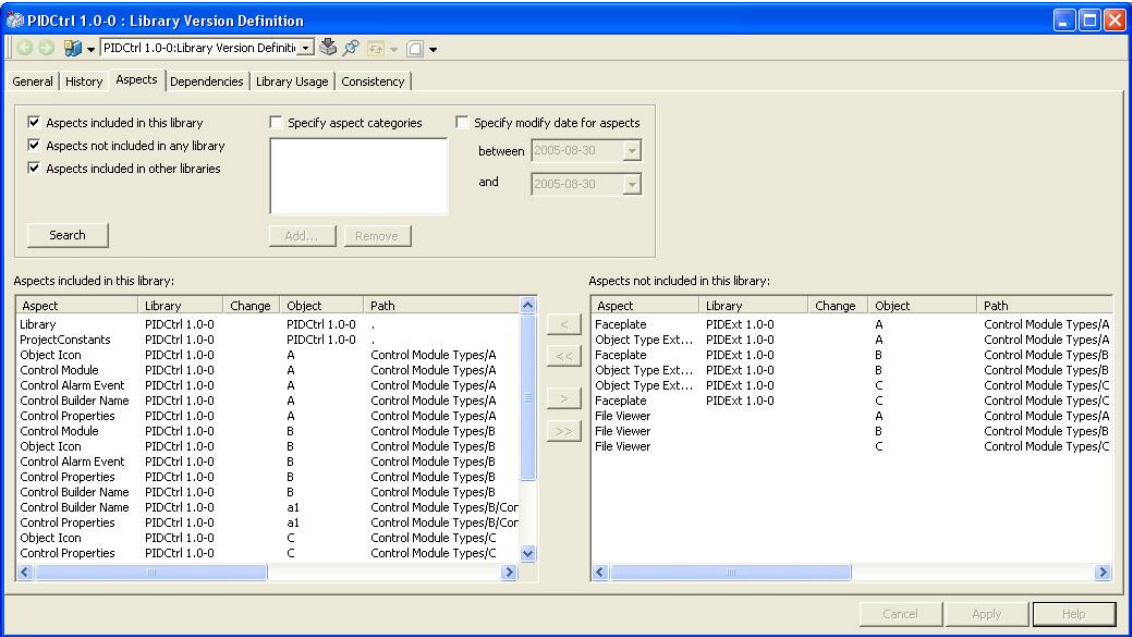 PIDCtrl 1.0-0 : Library Version Definition
PIDCtrl 1.0-0:Library Version Definiti
General History Aspects Dependencies Library Usage Consistency
Aspects included in this library Specify aspect categories Specify modify date for aspects
Aspects not included in any library between 2005-08-30
Aspects included in other libraries
and 2005-08-30
Search Add... Remove
Aspects included in this library: Aspects not included in this library:
Aspect Library Change Object Path Aspect Library Change Object Path
Library PIDCtrl 1.0-0 PIDCtrl 1.0-0 . < Faceplate PIDExt 1.0-0 A Control Module Types/A
ProjectConstants PIDCtrl 1.0-0 PIDCtrl 1.0-0 . Object Type Ext... PIDExt 1.0-0 A Control Module Types/A
Object Icon PIDCtrl 1.0-0 A Control Module Types/A << Faceplate PIDExt 1.0-0 B Control Module Types/B
Control Module PIDCtrl 1.0-0 A Control Module Types/A Object Type Ext... PIDExt 1.0-0 B Control Module Types/B
Control Alarm Event PIDCtrl 1.0-0 A Control Module Types/A Object Type Ext... PIDExt 1.0-0 C Control Module Types/C
Control Builder Name PIDCtrl 1.0-0 A Control Module Types/A > Faceplate PIDExt 1.0-0 C Control Module Types/C
Control Properties PIDCtrl 1.0-0 A Control Module Types/A File Viewer A Control Module Types/A
Control Module PIDCtrl 1.0-0 B Control Module Types/B >> File Viewer B Control Module Types/B
Object Icon PIDCtrl 1.0-0 B Control Module Types/B File Viewer C Control Module Types/C
Control Alarm Event PIDCtrl 1.0-0 B Control Module Types/B
Control Properties PIDCtrl 1.0-0 B Control Module Types/B
Control Builder Name PIDCtrl 1.0-0 B Control Module Types/B
Control Builder Name PIDCtrl 1.0-0 a1 Control Module Types/B/Cor
Control Properties PIDCtrl 1.0-0 a1 Control Module Types/B/Cor
Object Icon PIDCtrl 1.0-0 C Control Module Types/C
Control Properties PIDCtrl 1.0-0 C Control Module Types/C
Cancel Apply Help